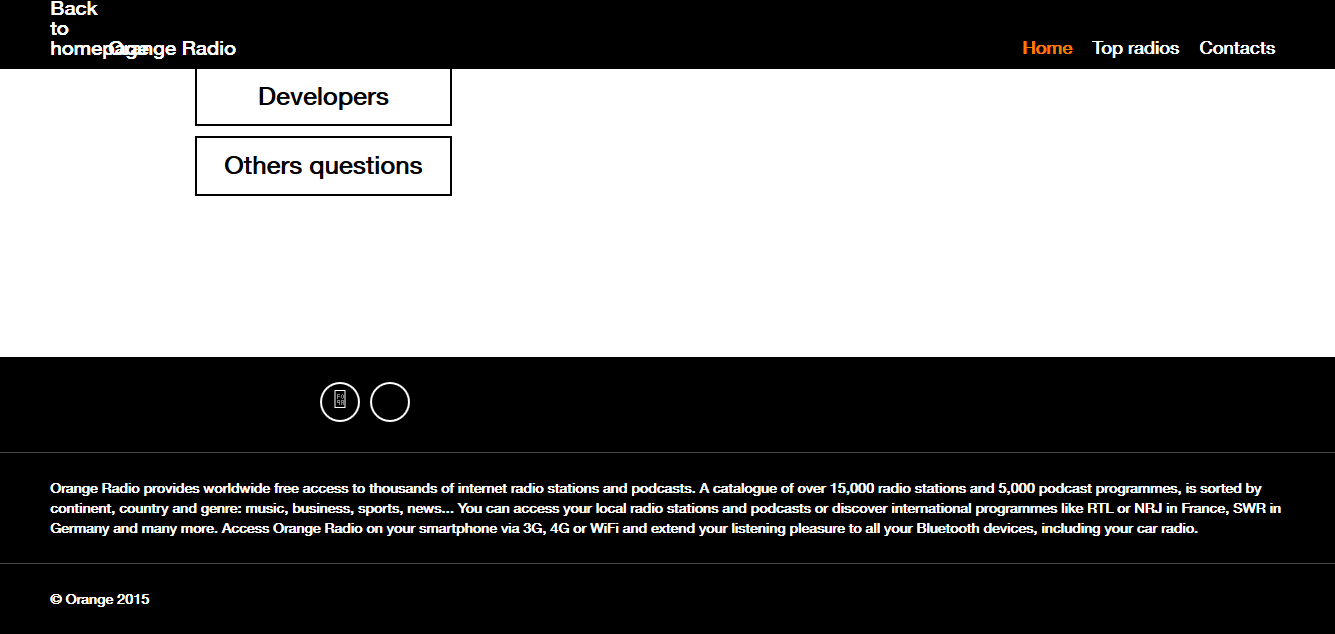 Back
to
homepage
Orange Radio
Home Top radios Contacts
Developers
Others questions
Orange Radio provides worldwide free access to thousands of internet radio stations and podcasts. A catalogue of over 15,000 radio stations and 5,000 podcast programmes, is sorted by
continent, country and genre: music, business, sports, news... You can access your local radio stations and podcasts or discover international programmes like RTL or NRJ in France, SWR in
Germany and many more. Access Orange Radio on your smartphone via 3G, 4G or WiFi and extend your listening pleasure to all your Bluetooth devices, including your car radio.
© Orange 2015